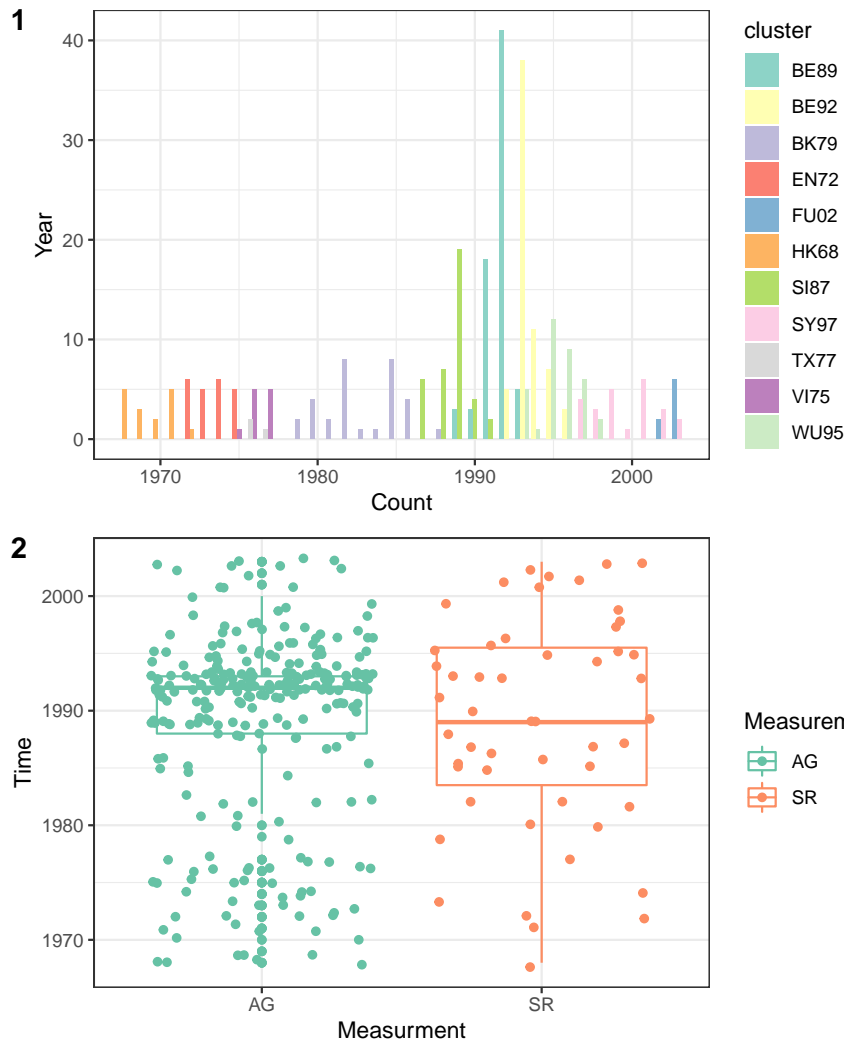 1
cluster
BE89
BE92
BK79
EN72
FU02
HK68
SI87
SY97
TX77
VI75
WU95
Year
40
30
20
10
0
1970 1980 1990 2000
Count
2
Time
2000
1990
1980
1970
AG SR
Measurment
Measuren
AG
SR